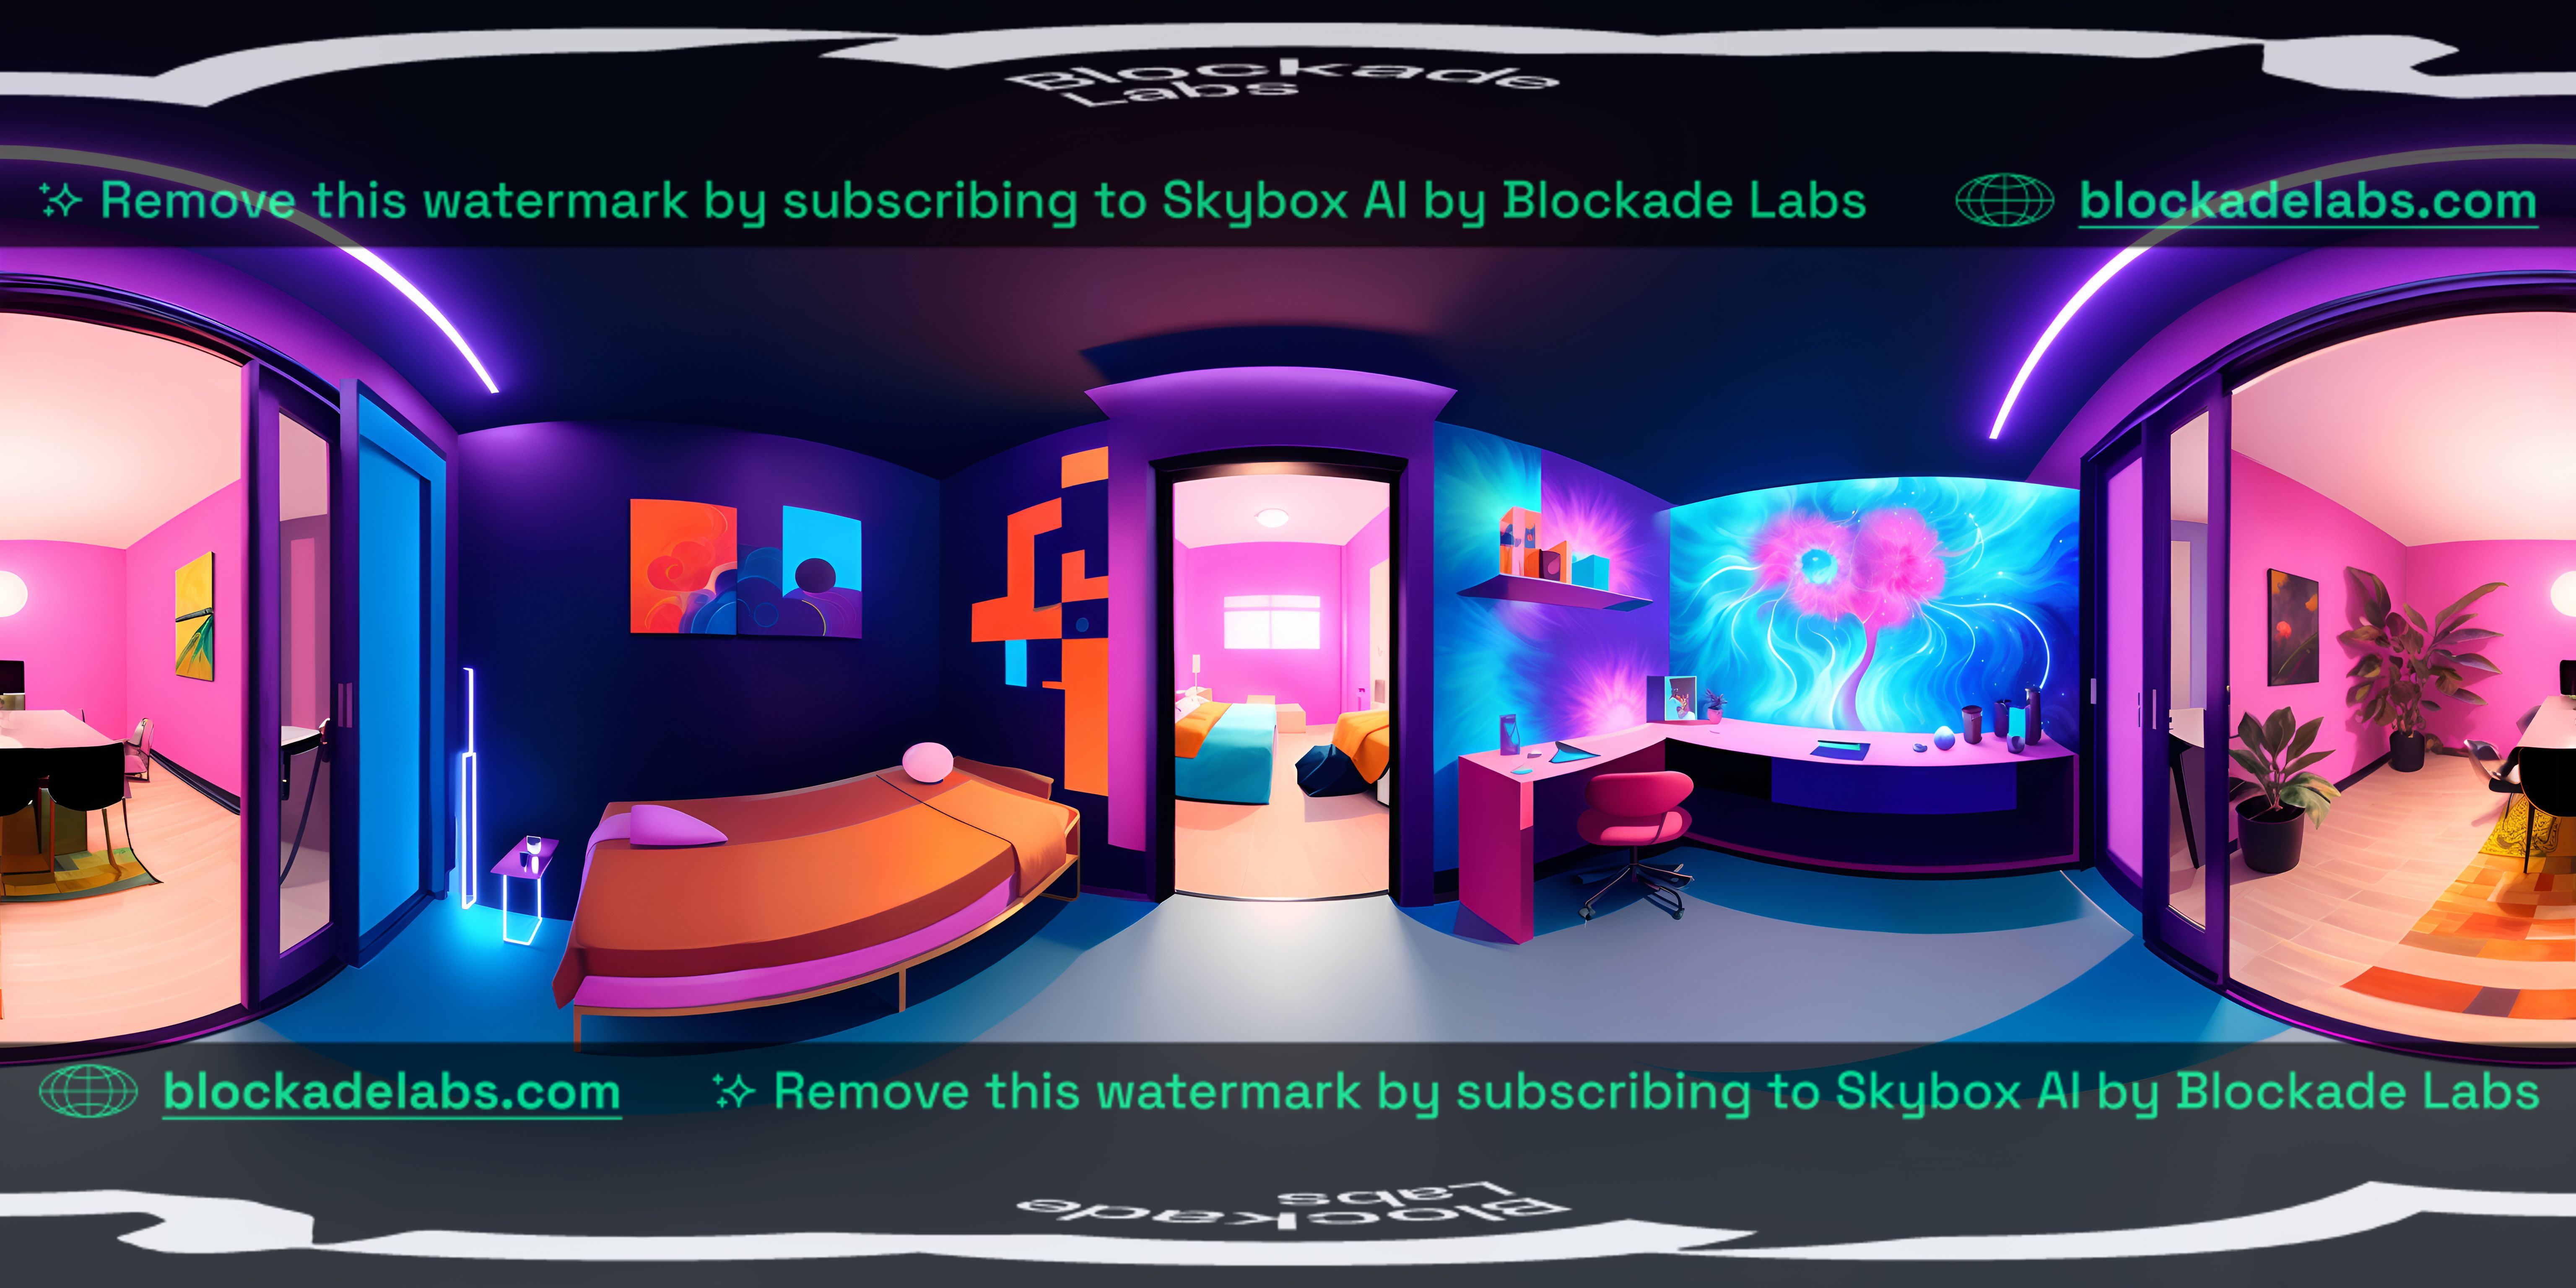 Blockade
Labs
Remove this watermark by subscribing to Skybox AI by Blockade Labs
blockadelabs.com
blockadelabs.com
Remove this watermark by subscribing to Skybox AI by Blockade Labs
Blockade
Labs